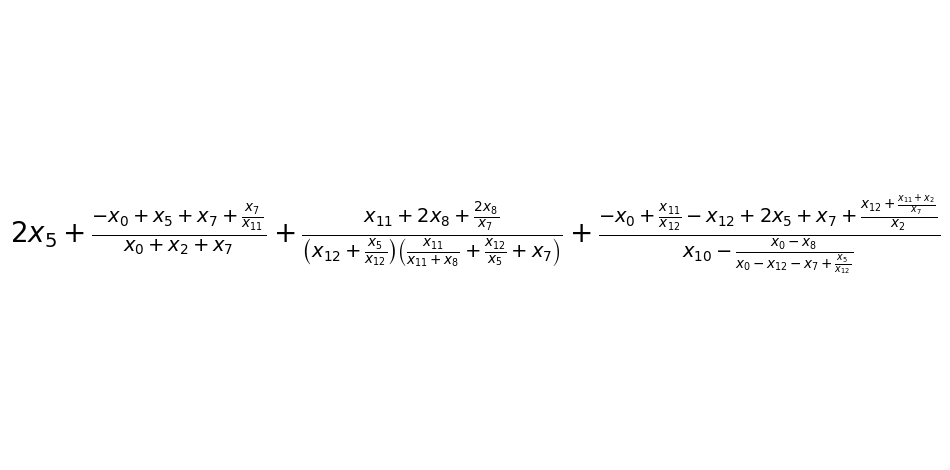 $2x_5 + \frac{-x_0 + x_5 + x_7 + \frac{x_7}{x_{11}}}{x_0 + x_2 + x_7} + \frac{x_{11} + 2x_8 + \frac{2x_8}{x_7}}{\left(x_{12} + \frac{x_5}{x_{12}}\right)\left(\frac{x_{11}}{x_{11} + x_8} + \frac{x_{12}}{x_5} + x_7\right)} + \frac{-x_0 + \frac{x_{11}}{x_{12}} - x_{12} + 2x_5 + x_7 + \frac{x_{12} + \frac{x_{11} + x_2}{x_7}}{x_2}}{x_{10} - \frac{x_0 - x_8}{x_0 - x_{12} - x_7 + \frac{x_5}{x_{12}}}}$